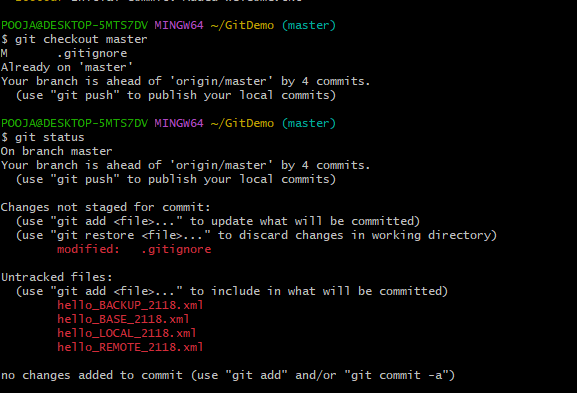 POOJA@DESKTOP-5MTS7DV MINGW64 ~/GitDemo (master)
$ git checkout master
M       .gitignore
Already on 'master'
Your branch is ahead of 'origin/master' by 4 commits.
  (use "git push" to publish your local commits)

POOJA@DESKTOP-5MTS7DV MINGW64 ~/GitDemo (master)
$ git status
On branch master
Your branch is ahead of 'origin/master' by 4 commits.
  (use "git push" to publish your local commits)

Changes not staged for commit:
  (use "git add <file>..." to update what will be committed)
  (use "git restore <file>..." to discard changes in working directory)
        modified:   .gitignore

Untracked files:
  (use "git add <file>..." to include in what will be committed)
        hello_BACKUP_2118.xml
        hello_BASE_2118.xml
        hello_LOCAL_2118.xml
        hello_REMOTE_2118.xml

no changes added to commit (use "git add" and/or "git commit -a")